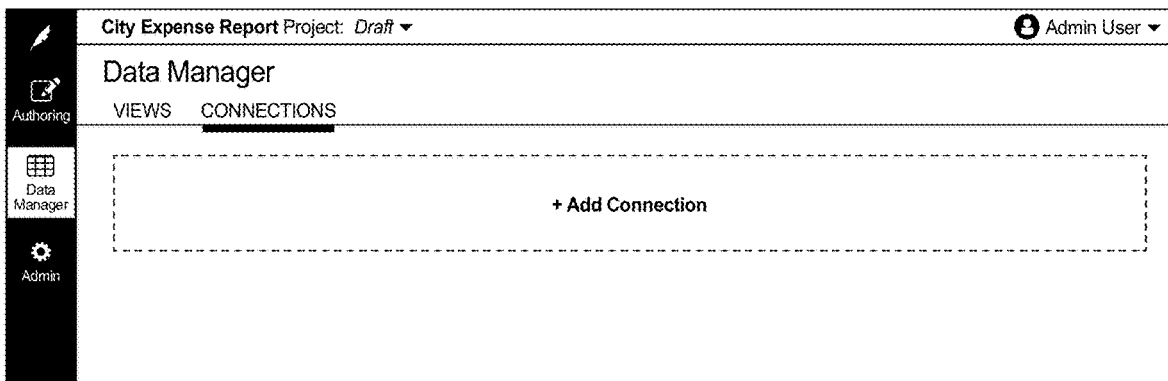 City Expense Report Project: Draft
Admin User
Data Manager
VIEWS CONNECTIONS
Authoring
Data
Manager
Admin
+ Add Connection